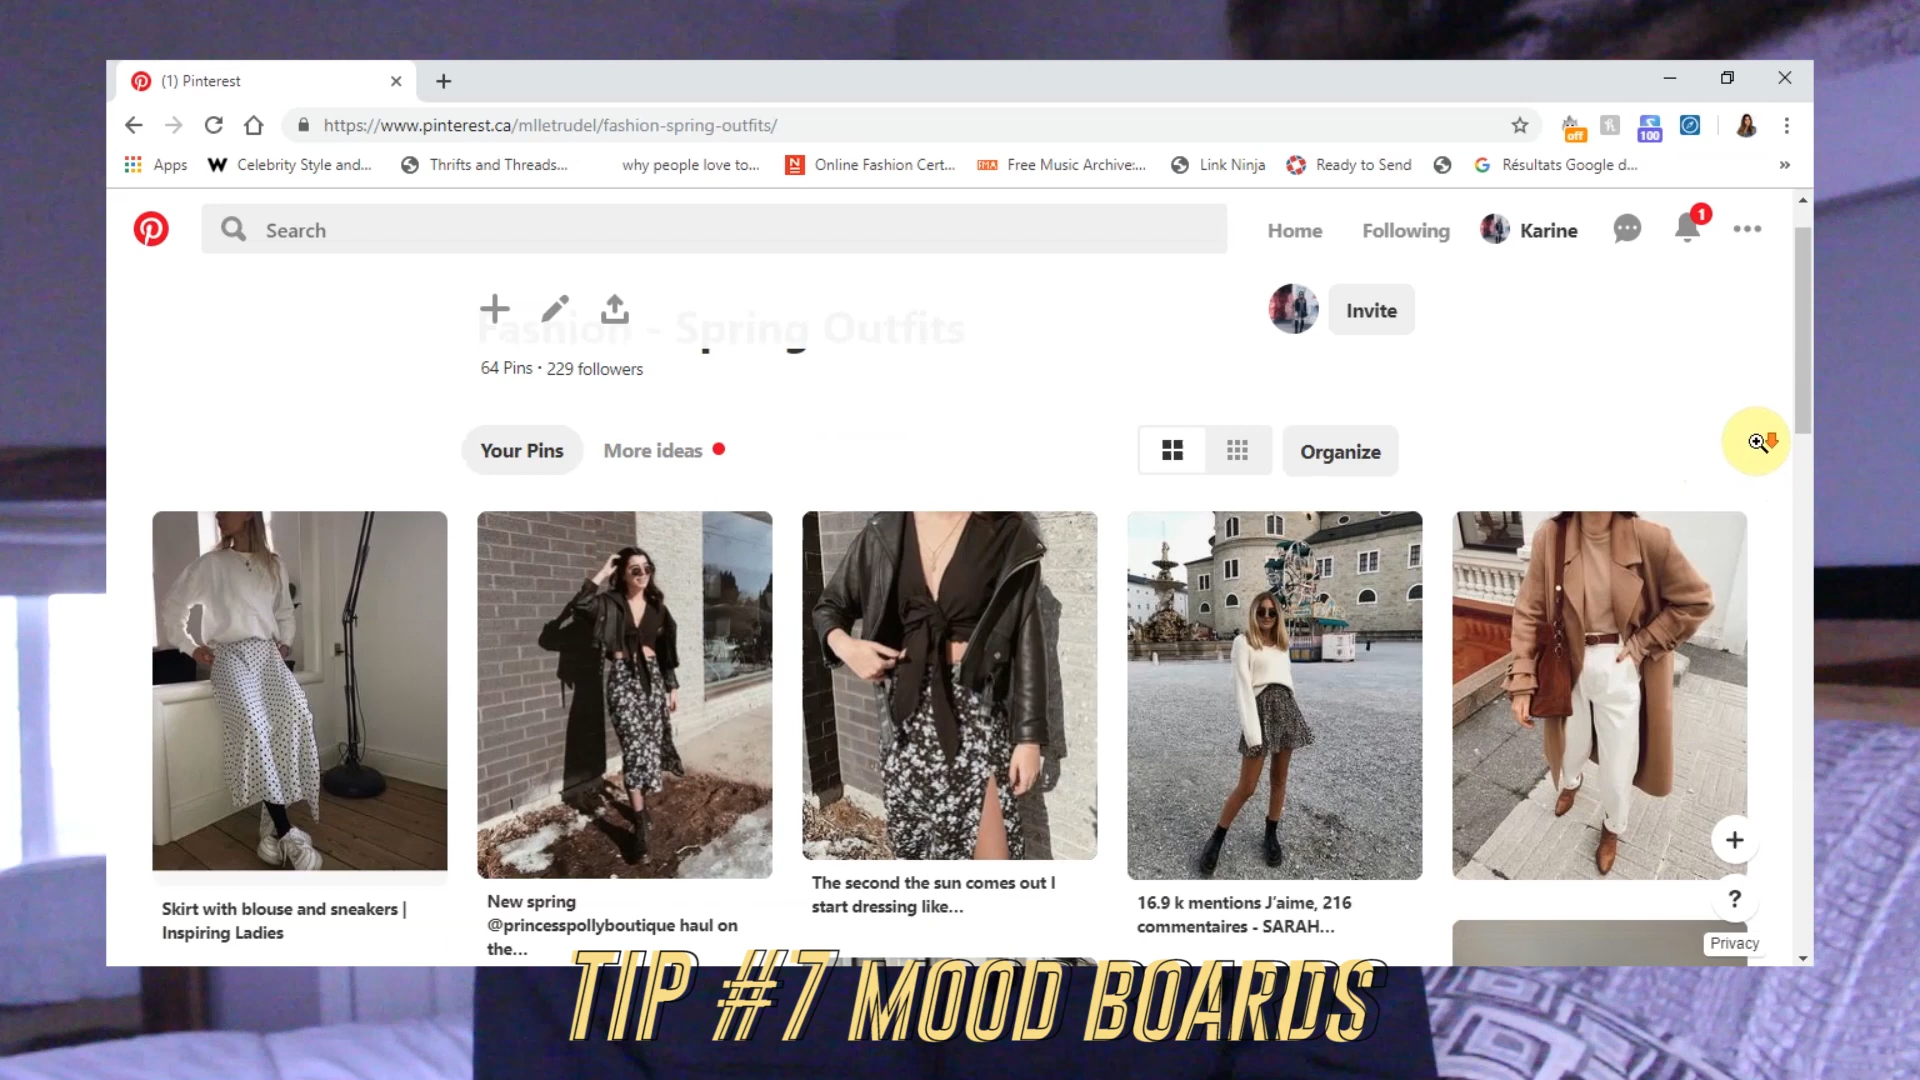 (1) Pinterest
https://www.pinterest.ca/mlletrudel/fashion-spring-outfits/
off
100
Apps
Celebrity Style and...
Thrifts and Threads...
why people love to...
Online Fashion Cert...
FMA
Free Music Archive:...
Link Ninja
Ready to Send
Résultats Google d...
»
Search
Home
Following
Karine
1
Invite
Fashion - Spring Outfits
64 Pins • 229 followers
Your Pins
More ideas
Organize
Skirt with blouse and sneakers |
Inspiring Ladies
New spring
@princesspollyboutique haul on
the...
The second the sun comes out I
start dressing like...
16.9 k mentions J'aime, 216
commentaires - SARAH...
?
Privacy
TIP #7 MOOD BOARDS